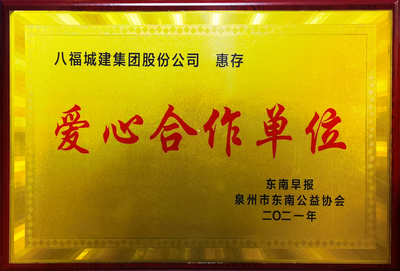 八福城建集团股份公司 惠存
爱心合作单位
东南早报
泉州市东南公益协会
二〇二一年